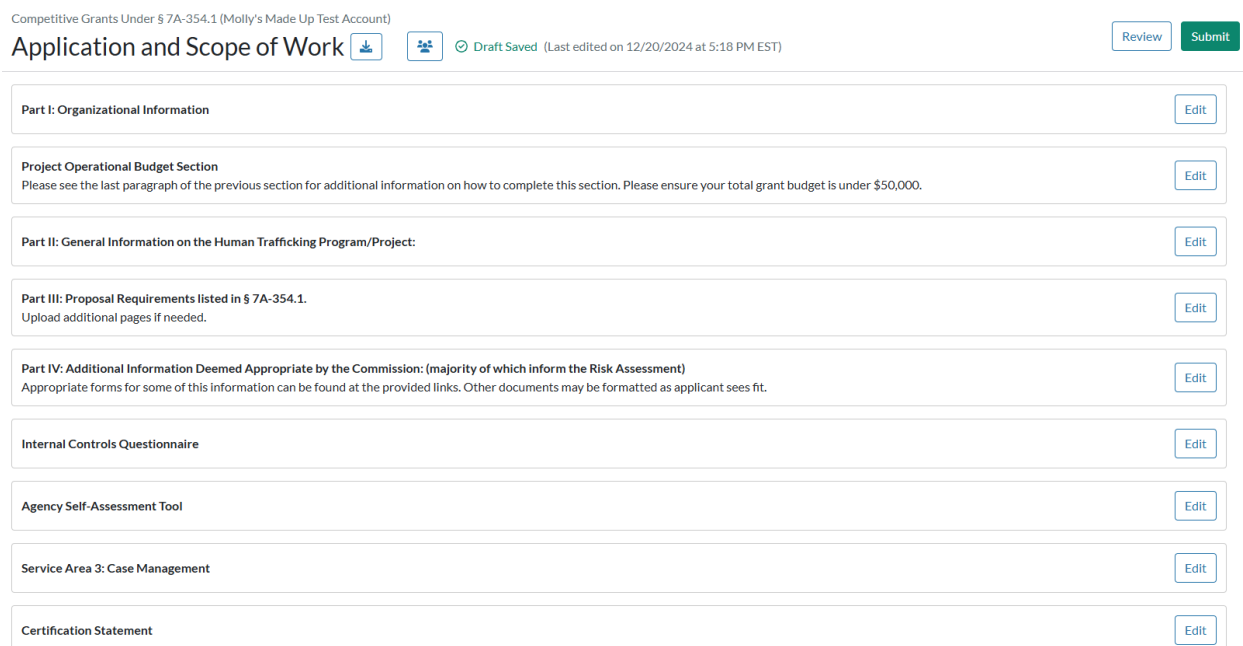 Competitive Grants Under § 7A-354.1 (Molly's Made Up Test Account)
Application and Scope of Work
Draft Saved (Last edited on 12/20/2024 at 5:18 PM EST)
Review
Submit
Part I: Organizational Information
Edit
Project Operational Budget Section
Please see the last paragraph of the previous section for additional information on how to complete this section. Please ensure your total grant budget is under $50,000.
Edit
Part II: General Information on the Human Trafficking Program/Project:
Edit
Part III: Proposal Requirements listed in § 7A-354.1.
Upload additional pages if needed.
Edit
Part IV: Additional Information Deemed Appropriate by the Commission: (majority of which inform the Risk Assessment)
Appropriate forms for some of this information can be found at the provided links. Other documents may be formatted as applicant sees fit.
Edit
Internal Controls Questionnaire
Edit
Agency Self-Assessment Tool
Edit
Service Area 3: Case Management
Edit
Certification Statement
Edit